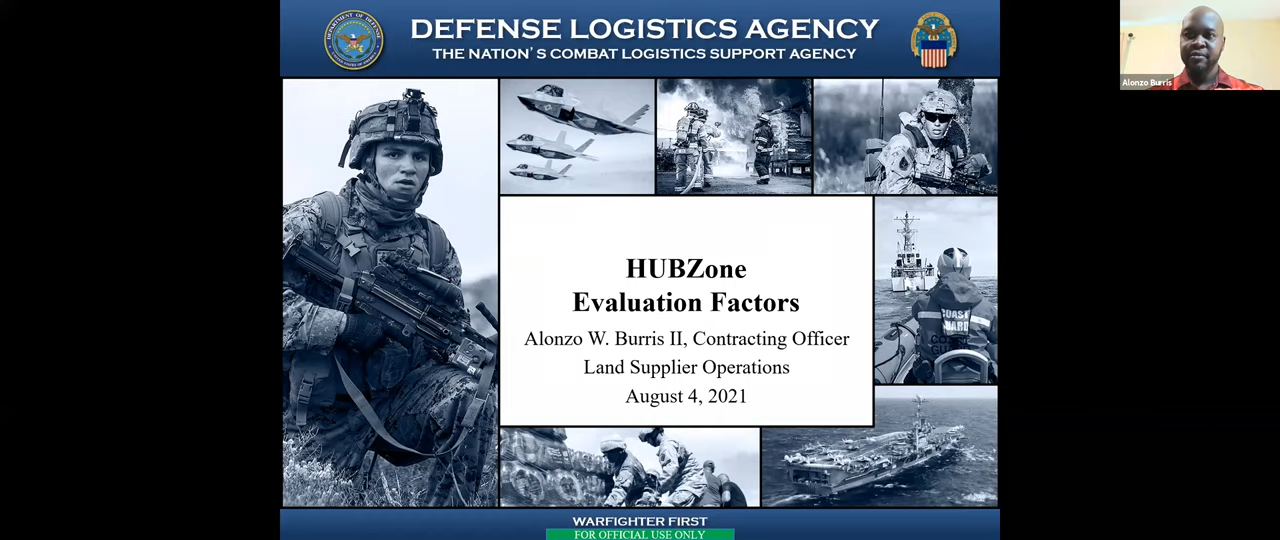 DEFENSE LOGISTICS AGENCY
THE NATION'S COMBAT LOGISTICS SUPPORT AGENCY
Alonzo Burris
HUBZone
Evaluation Factors
Alonzo W. Burris II, Contracting Officer
Land Supplier Operations
August 4, 2021
COAST
WARFIGHTER FIRST
FOR OFFICIAL USE ONLY